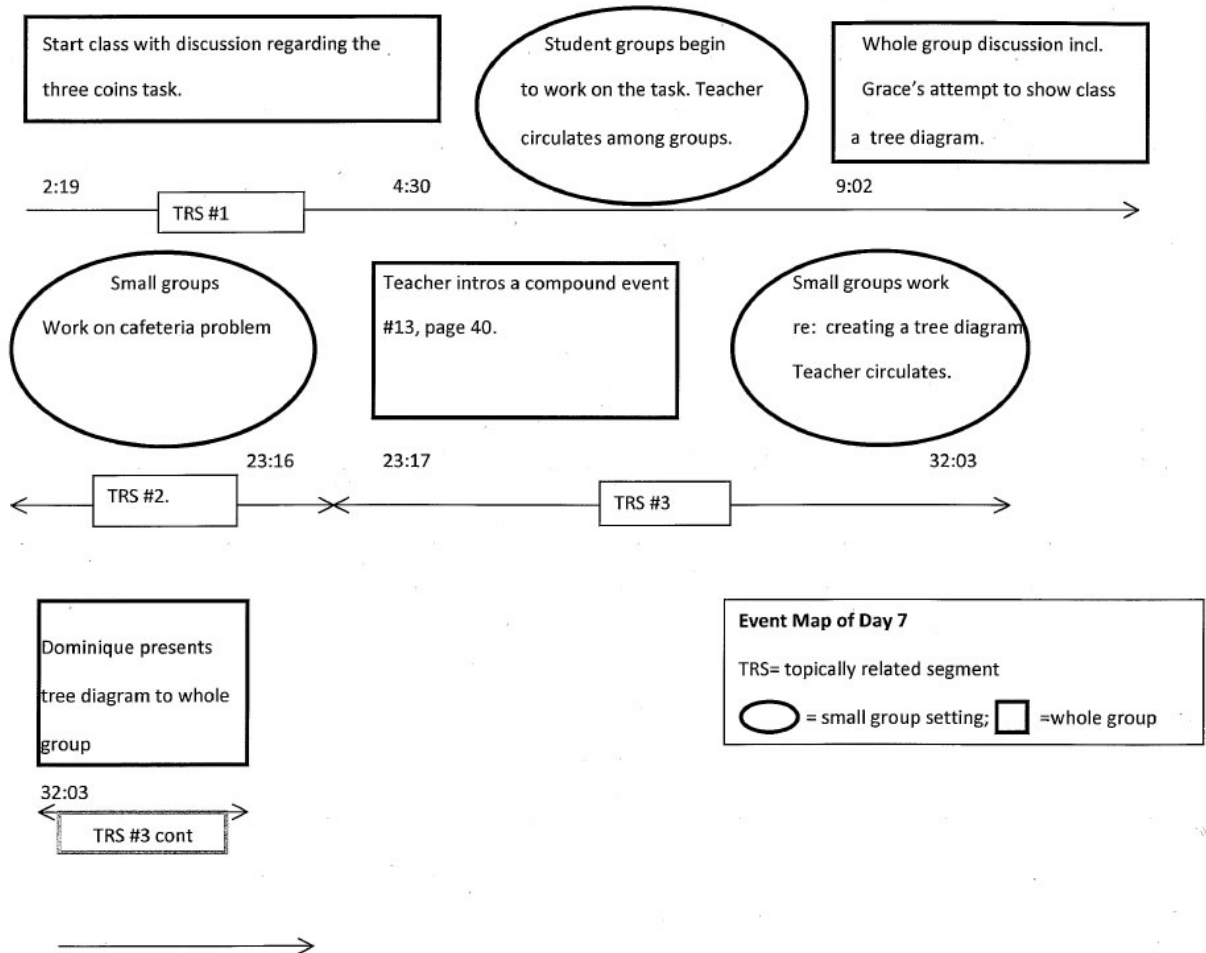 Start class with discussion regarding the
three coins task.
Student groups begin
to work on the task. Teacher
circulates among groups.
Whole group discussion incl.
Grace's attempt to show class
a tree diagram.
2:19
4:30
9:02
TRS #1
Small groups
Work on cafeteria problem
Teacher intros a compound event
#13, page 40.
Small groups work
re: creating a tree diagram
Teacher circulates.
23:16
23:17
32:03
TRS #2.
TRS #3
Dominique presents
tree diagram to whole
group
32:03
TRS #3 cont
Event Map of Day 7
TRS= topically related segment
= small group setting; =whole group